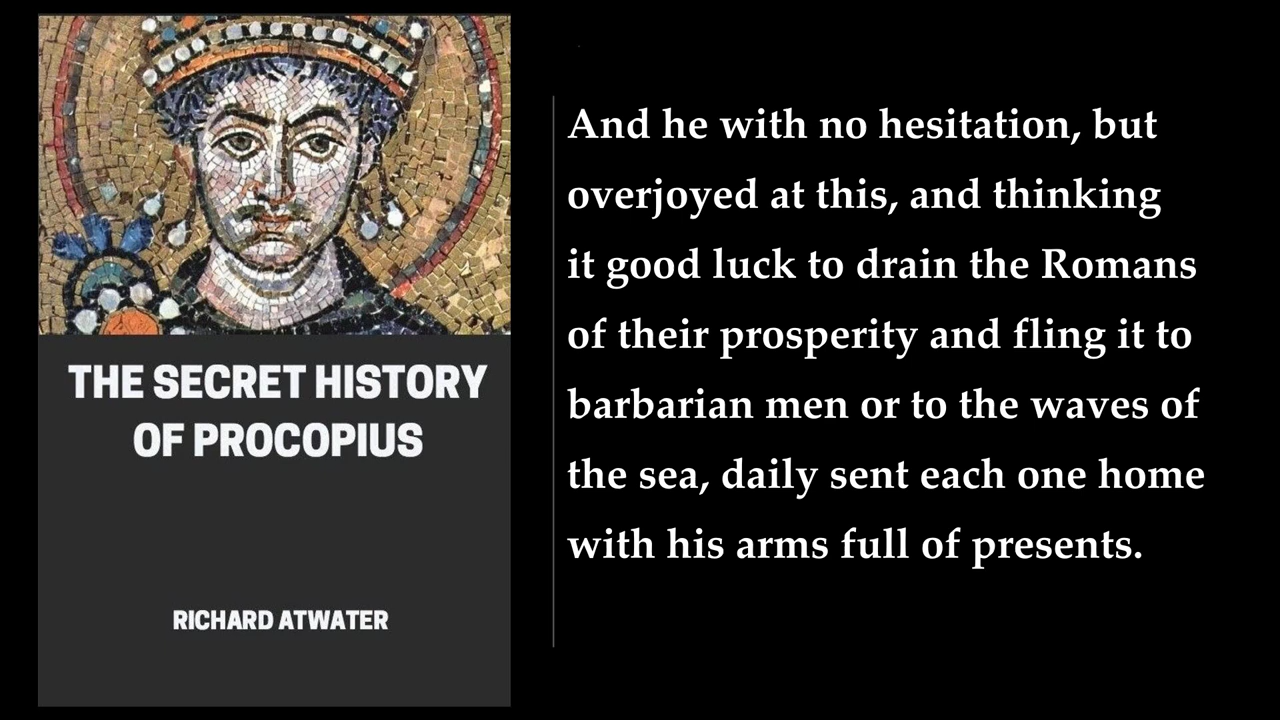 THE SECRET HISTORY
OF PROCOPIUS
RICHARD ATWATER
And he with no hesitation, but
overjoyed at this, and thinking
it good luck to drain the Romans
of their prosperity and fling it to
barbarian men or to the waves of
the sea, daily sent each one home
with his arms full of presents.